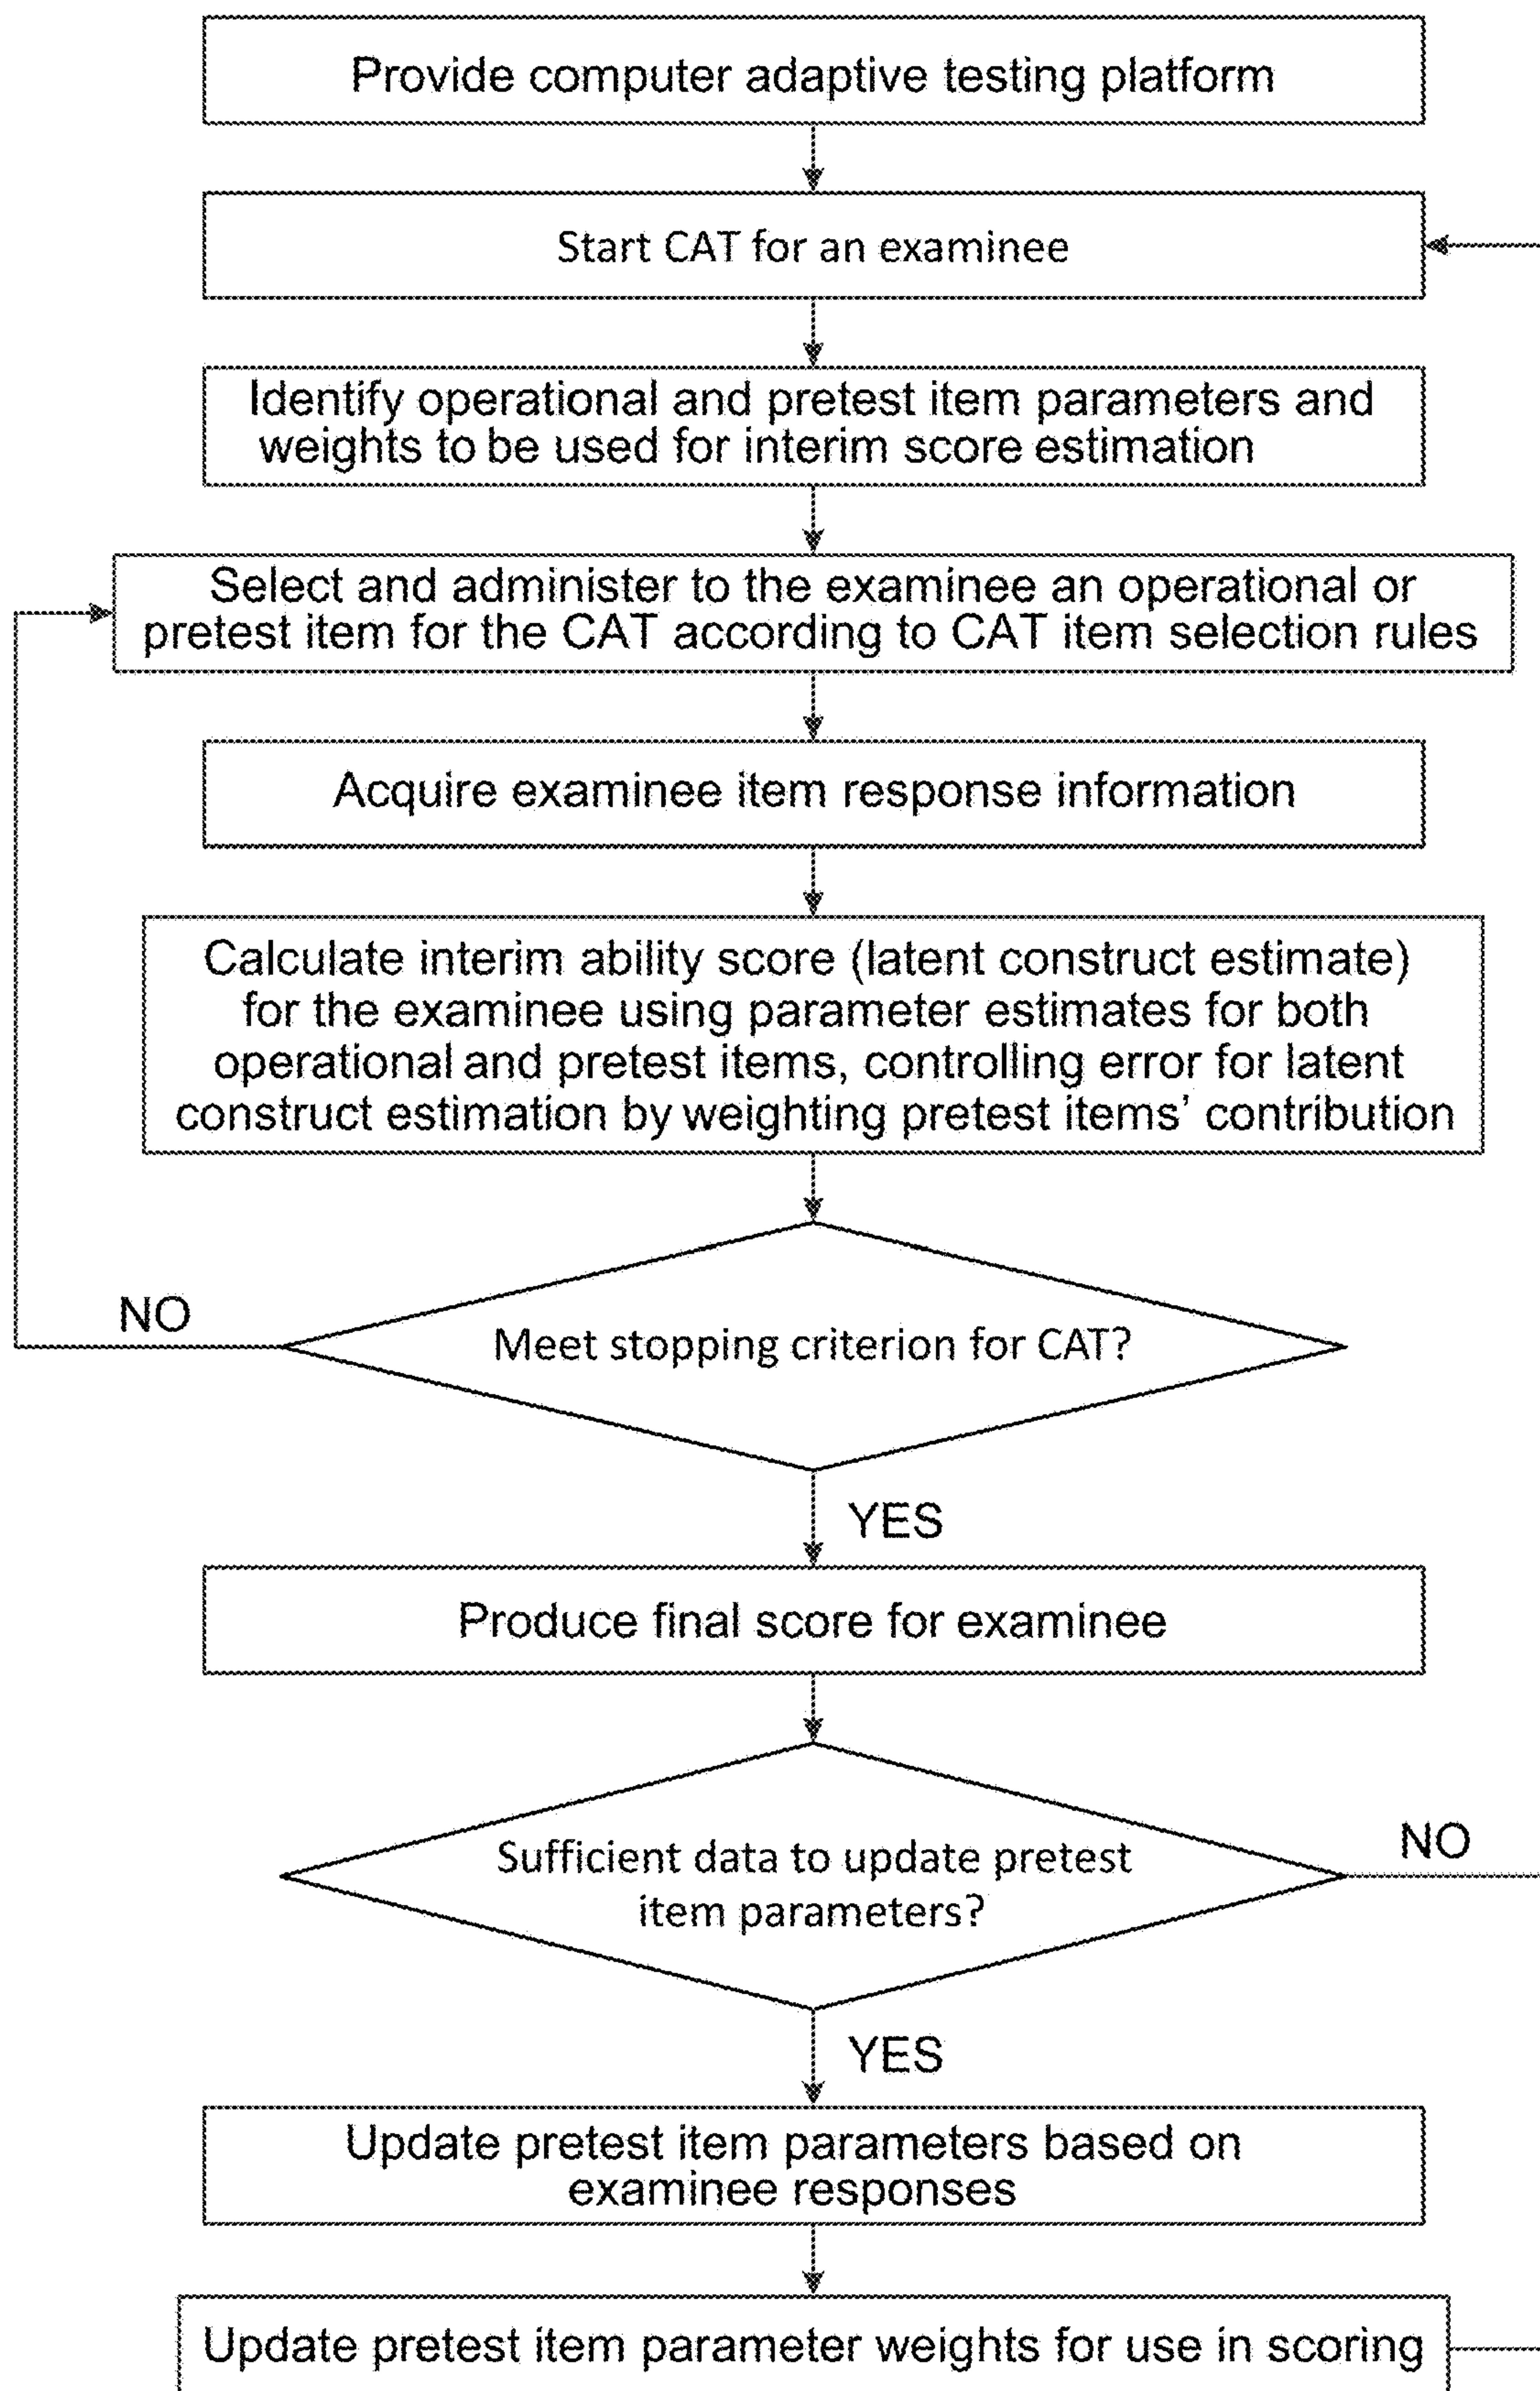 Provide computer adaptive testing platform
Start CAT for an examinee
Identify operational and pretest item parameters and
weights to be used for interim score estimation
Select and administer to the examinee an operational or
pretest item for the CAT according to CAT item selection rules
Acquire examinee item response information
Calculate interim ability score (latent construct estimate)
for the examinee using parameter estimates for both
operational and pretest items, controlling error for latent
construct estimation by weighting pretest items' contribution
NO
Meet stopping criterion for CAT?
YES
Produce final score for examinee
NO
Sufficient data to update pretest
item parameters?
YES
Update pretest item parameters based on
examinee responses
Update pretest item parameter weights for use in scoring